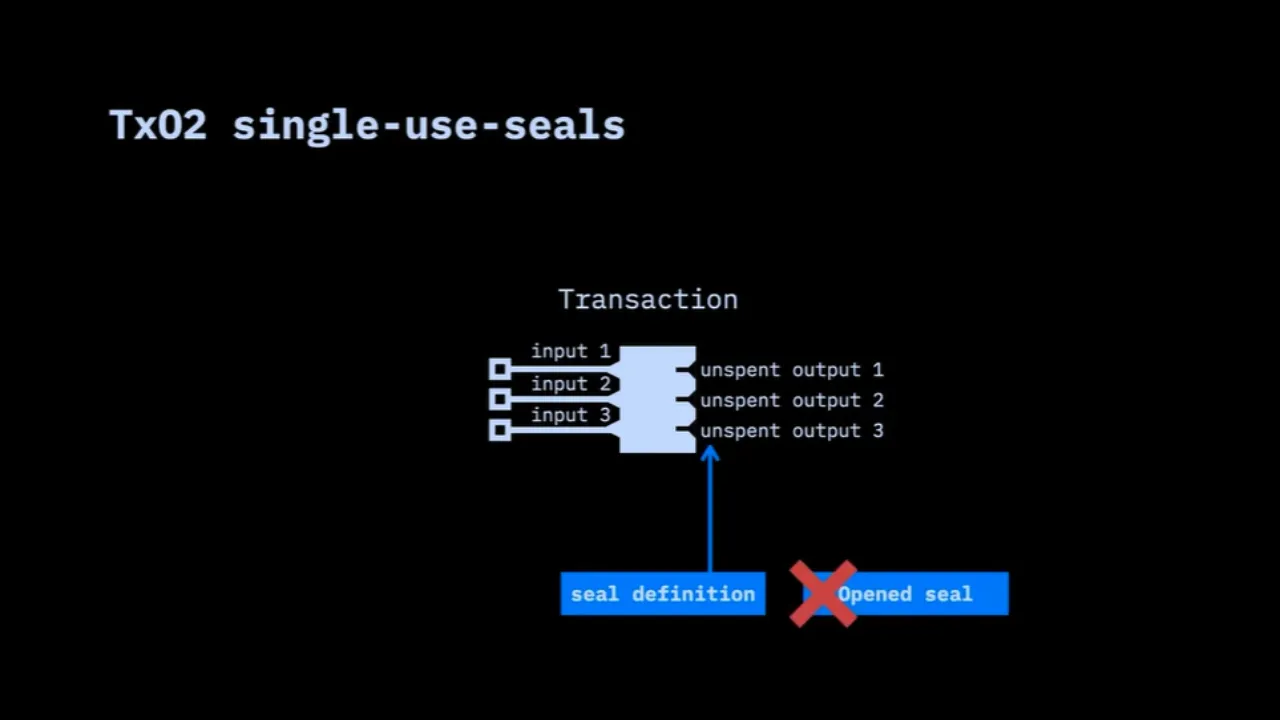 TxO2 single-use-seals
Transaction
input 1
input 2
input 3
unspent output 1
unspent output 2
unspent output 3
seal definition
Opened seal